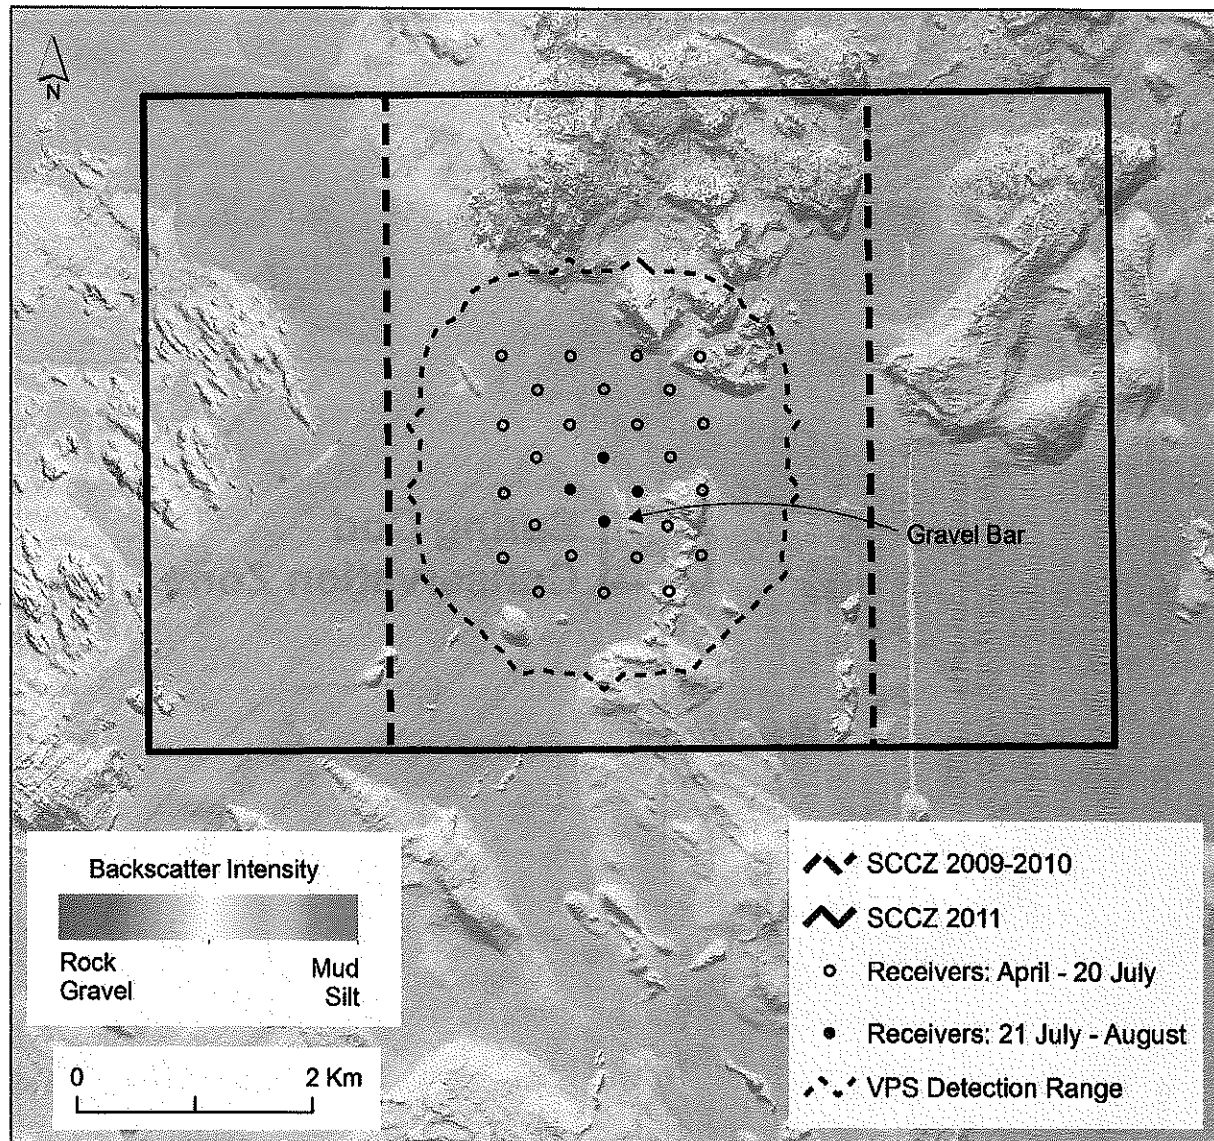 N
Gravel Bar
Backscatter Intensity
Rock
Gravel
Mud
Silt
0
2 Km
SCCZ 2009-2010
SCCZ 2011
Receivers: April - 20 July
Receivers: 21 July - August
VPS Detection Range